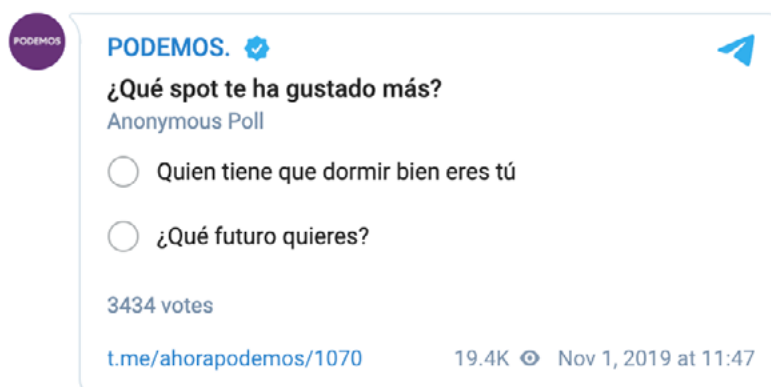 PODEMOS
PODEMOS.
¿Qué spot te ha gustado más?
Anonymous Poll
Quien tiene que dormir bien eres tú
¿Qué futuro quieres?
3434 votes
t.me/ahorapodemos/1070 19.4K Nov 1, 2019 at 11:47